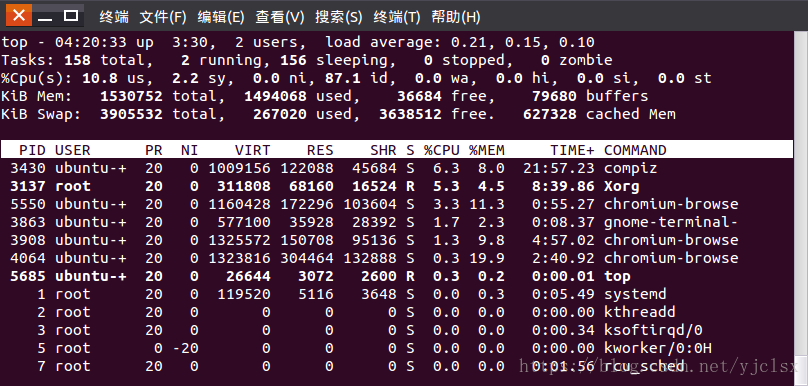 终端 文件(F) 编辑(E) 查看(V) 搜索(S) 终端(T) 帮助(H)
top - 04:20:33 up  3:30,  2 users,  load average: 0.21, 0.15, 0.10
Tasks: 158 total,   2 running, 156 sleeping,   0 stopped,   0 zombie
%Cpu(s): 10.8 us,  2.2 sy,  0.0 ni, 87.1 id,  0.0 wa,  0.0 hi,  0.0 si,  0.0 st
KiB Mem:   1530752 total,  1494068 used,    36684 free,    79680 buffers
KiB Swap:  3905532 total,   267020 used,  3638512 free.   627328 cached Mem
PID USER      PR  NI    VIRT    RES    SHR S %CPU %MEM     TIME+ COMMAND
3430 ubuntu-+  20   0 1009156 122088  45684 S  6.3  8.0  21:57.23 compiz
3137 root      20   0  311808  68160  16524 R  5.3  4.5   8:39.86 Xorg
5550 ubuntu-+  20   0 1160428 172296 103604 S  3.3 11.3   0:55.27 chromium-browse
3863 ubuntu-+  20   0  577100  35928  28392 S  1.7  2.3   0:08.37 gnome-terminal-
3908 ubuntu-+  20   0 1325572 150708  95136 S  1.3  9.8   4:57.02 chromium-browse
4064 ubuntu-+  20   0 1323816 304464 132888 S  0.3 19.9   2:40.92 chromium-browse
5685 ubuntu-+  20   0   26644   3072   2600 R  0.3  0.2   0:00.01 top
1 root      20   0  119520   5116   3648 S  0.0  0.3   0:05.49 systemd
2 root      20   0       0      0      0 S  0.0  0.0   0:00.00 kthreadd
3 root      20   0       0      0      0 S  0.0  0.0   0:00.34 ksoftirqd/0
5 root       0 -20       0      0      0 S  0.0  0.0   0:00.00 kworker/0:0H
7 root      20   0       0      0      0 S  0.0  0.0   0:01.56 rcu_sched
https://blog.csdn.net/yjclsx